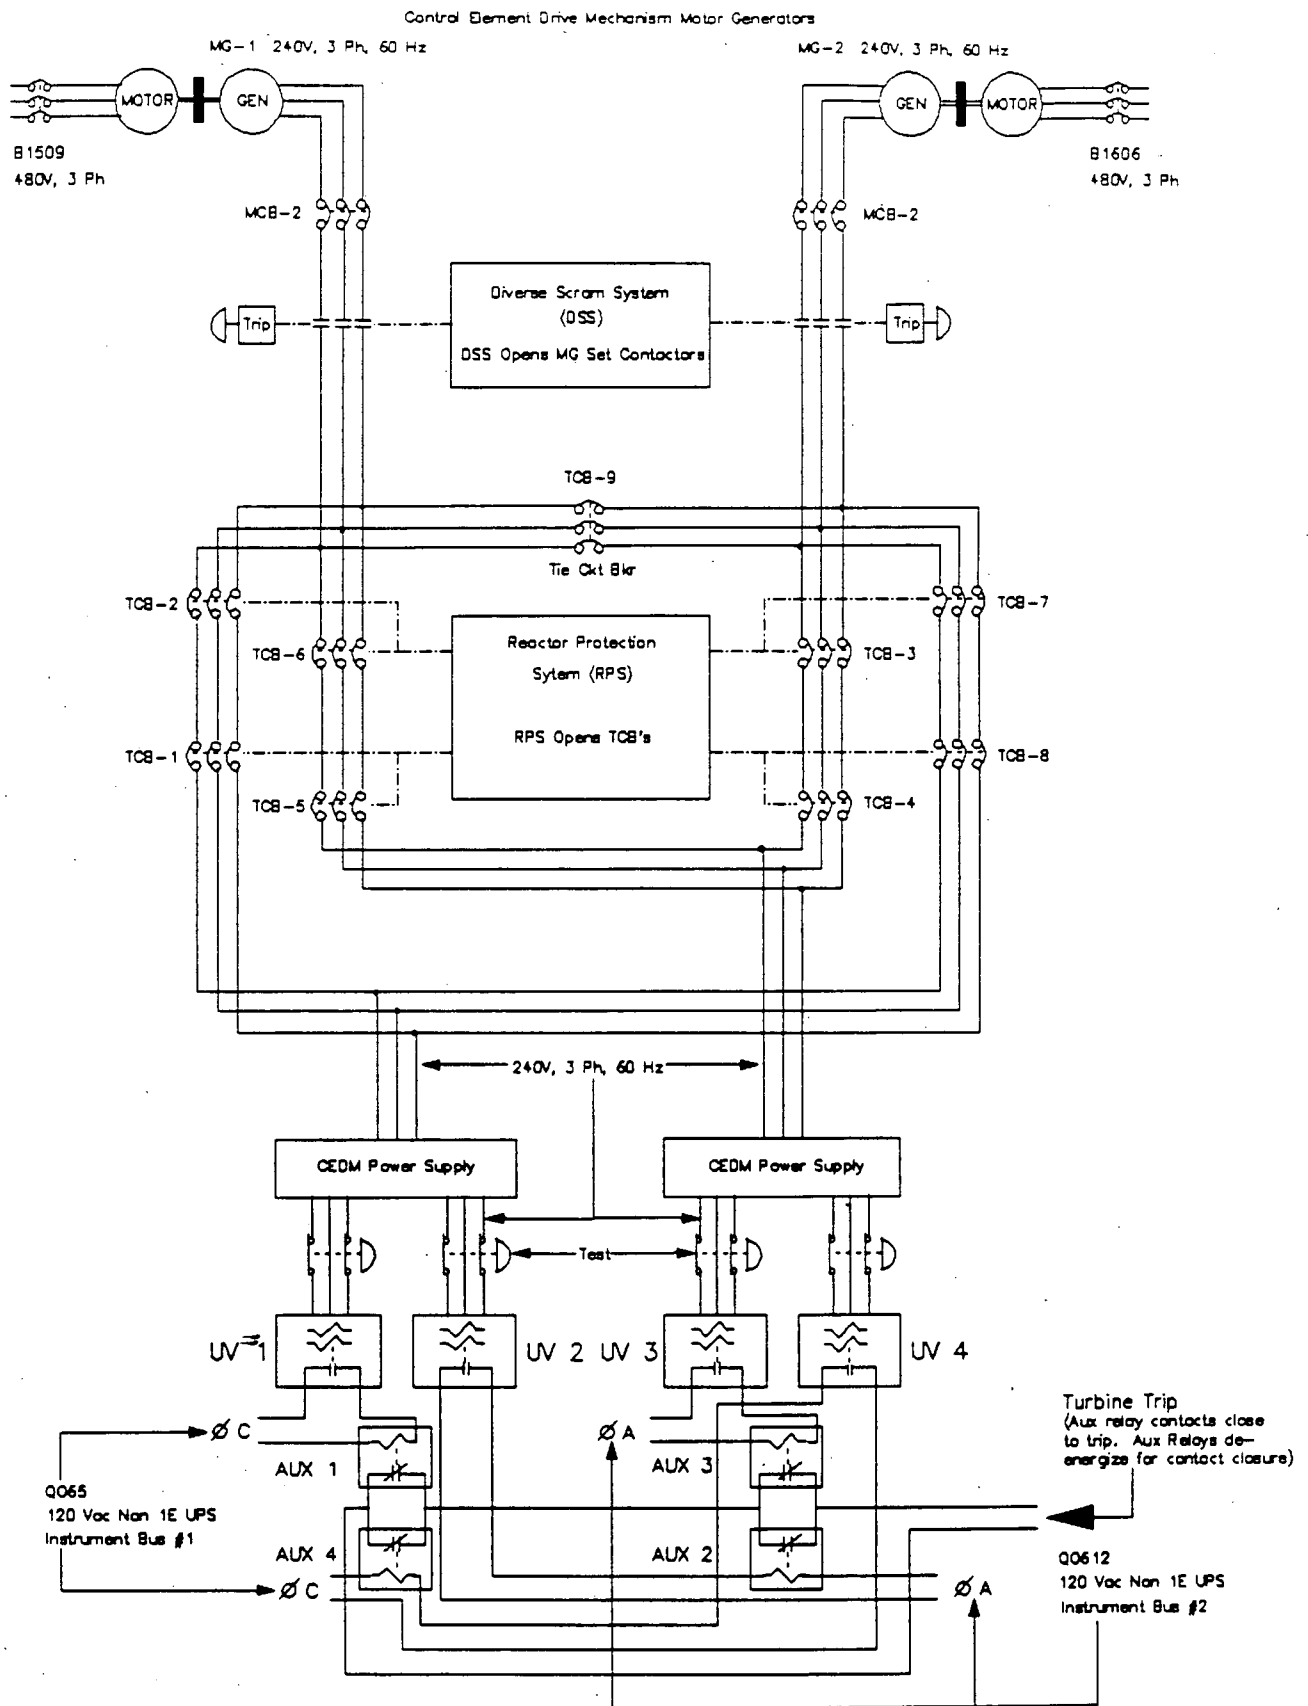 Control Element Drive Mechanism Motor Generators
MG-1 240V, 3 Ph, 60 Hz
MG-2 240V, 3 Ph, 60 Hz
MOTOR
GEN
GEN
MOTOR
B1509
480V, 3 Ph
B1606
480V, 3 Ph
MCB-2
MCB-2
Diverse Scram System
(DSS)
DSS Opens MG Set Contactors
Trip
Trip
TCB-9
Tie Ckt Bkr
TCB-2
TCB-7
TCB-6
Reactor Protection
Sytem (RPS)
RPS Opens TCB's
TCB-3
TCB-1
TCB-8
TCB-5
TCB-4
240V, 3 Ph, 60 Hz
CEDM Power Supply
CEDM Power Supply
Test
UV 1
UV 2
UV 3
UV 4
Ø C
AUX 1
Ø A
AUX 3
Turbine Trip
(Aux relay contacts close
to trip. Aux Relays de-
energize for contact closure)
Q065
120 Vac Non 1E UPS
Instrument Bus #1
AUX 4
Ø C
AUX 2
Ø A
Q0612
120 Vac Non 1E UPS
Instrument Bus #2